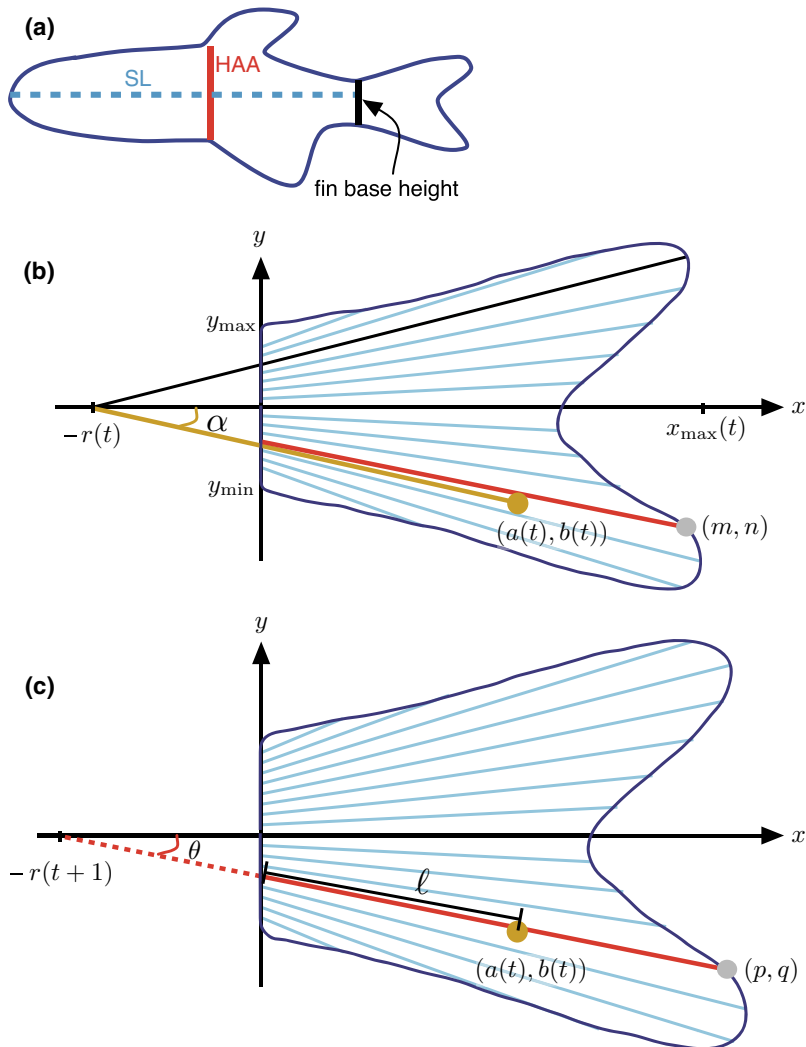 (a)
SL
HAA
fin base height
(b)
y
y_max
x
−r(t)
α
x_max(t)
y_min
(a(t), b(t))
(m, n)
(c)
y
x
−r(t+1)
θ
ℓ
(a(t), b(t))
(p, q)